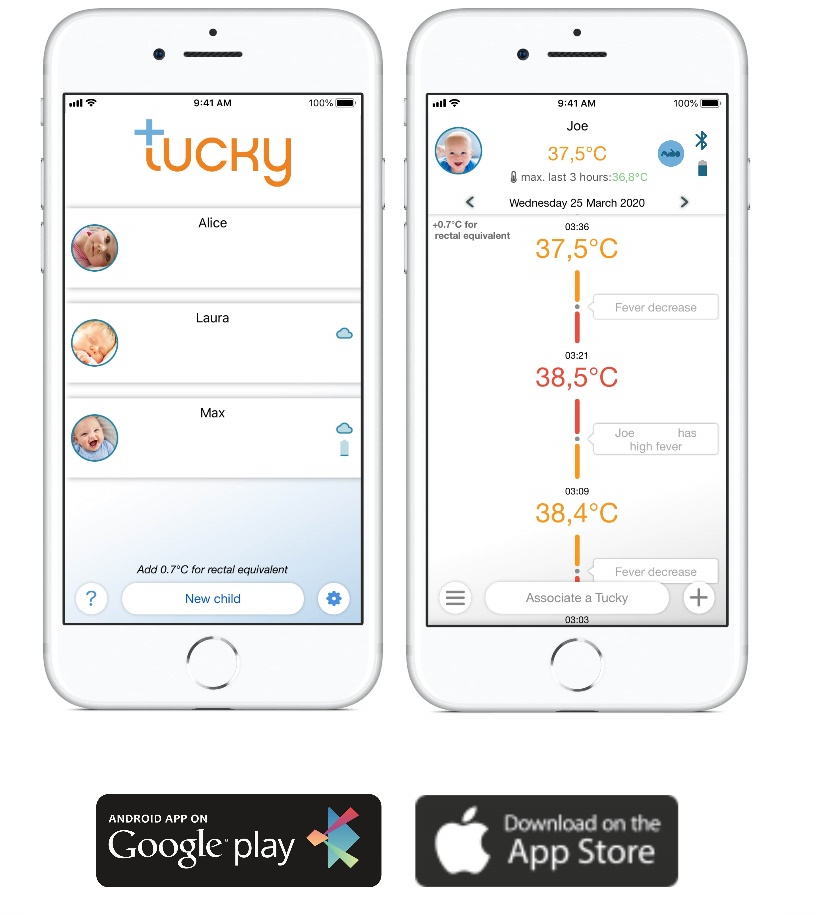 9:41 AM
100%
tucky
Alice
Laura
Max
Add 0.7°C for rectal equivalent
?
New child
9:41 AM
100%
Joe
37,5°C
max. last 3 hours:36,8°C
< Wednesday 25 March 2020 >
+0.7°C for
rectal equivalent
03:36
37,5°C
Fever decrease
03:21
38,5°C
Joe has
high fever
03:09
38,4°C
Fever decrease
Associate a Tucky
+
03:03
ANDROID APP ON
Google play
Download on the
App Store